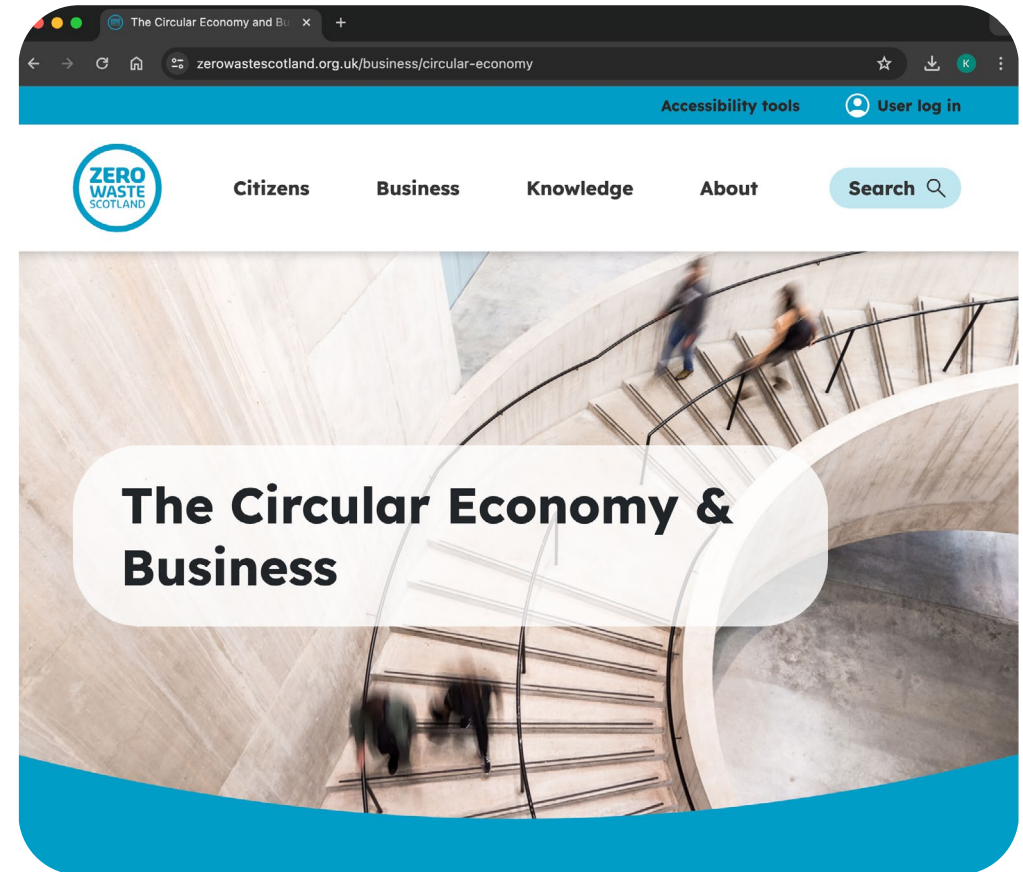 The Circular Economy and Bu
zerowastescotland.org.uk/business/circular-economy
K
Accessibility tools
User log in
ZERO
WASTE
SCOTLAND
Citizens
Business
Knowledge
About
Search
The Circular Economy &
Business